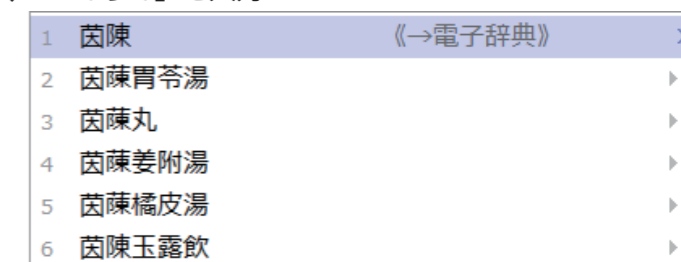 1 茵陳 《→電子辞典》
2 茵蔯胃苓湯
3 茵蔯丸
4 茵蔯姜附湯
5 茵蔯橘皮湯
6 茵陳玉露飲